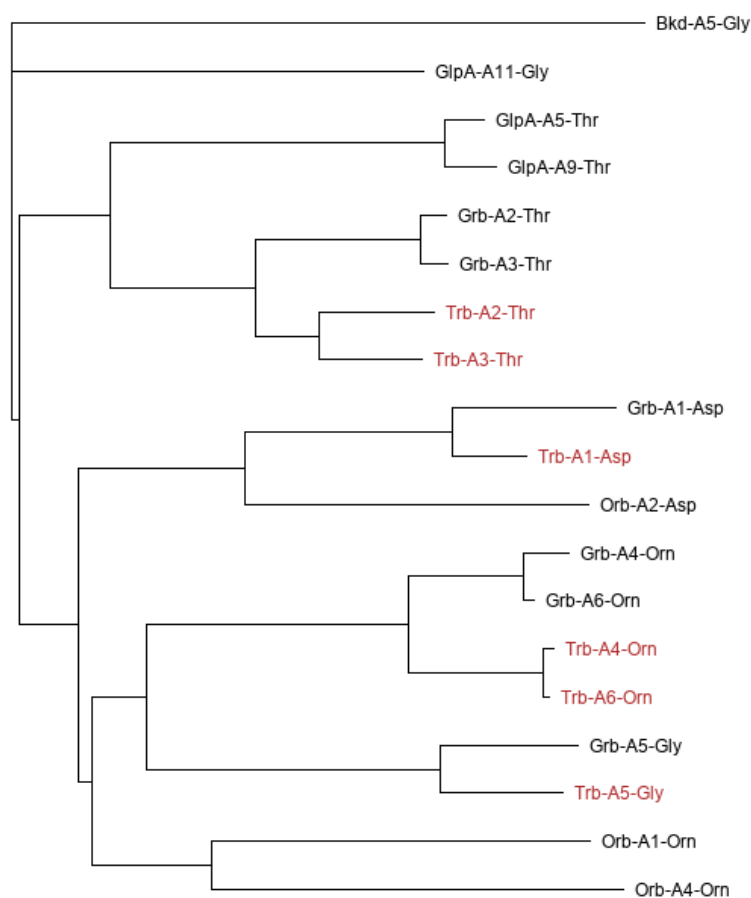 Bkd-A5-Gly
GlpA-A11-Gly
GlpA-A5-Thr
GlpA-A9-Thr
Grb-A2-Thr
Grb-A3-Thr
Trb-A2-Thr
Trb-A3-Thr
Grb-A1-Asp
Trb-A1-Asp
Orb-A2-Asp
Grb-A4-Orn
Grb-A6-Orn
Trb-A4-Orn
Trb-A6-Orn
Grb-A5-Gly
Trb-A5-Gly
Orb-A1-Orn
Orb-A4-Orn